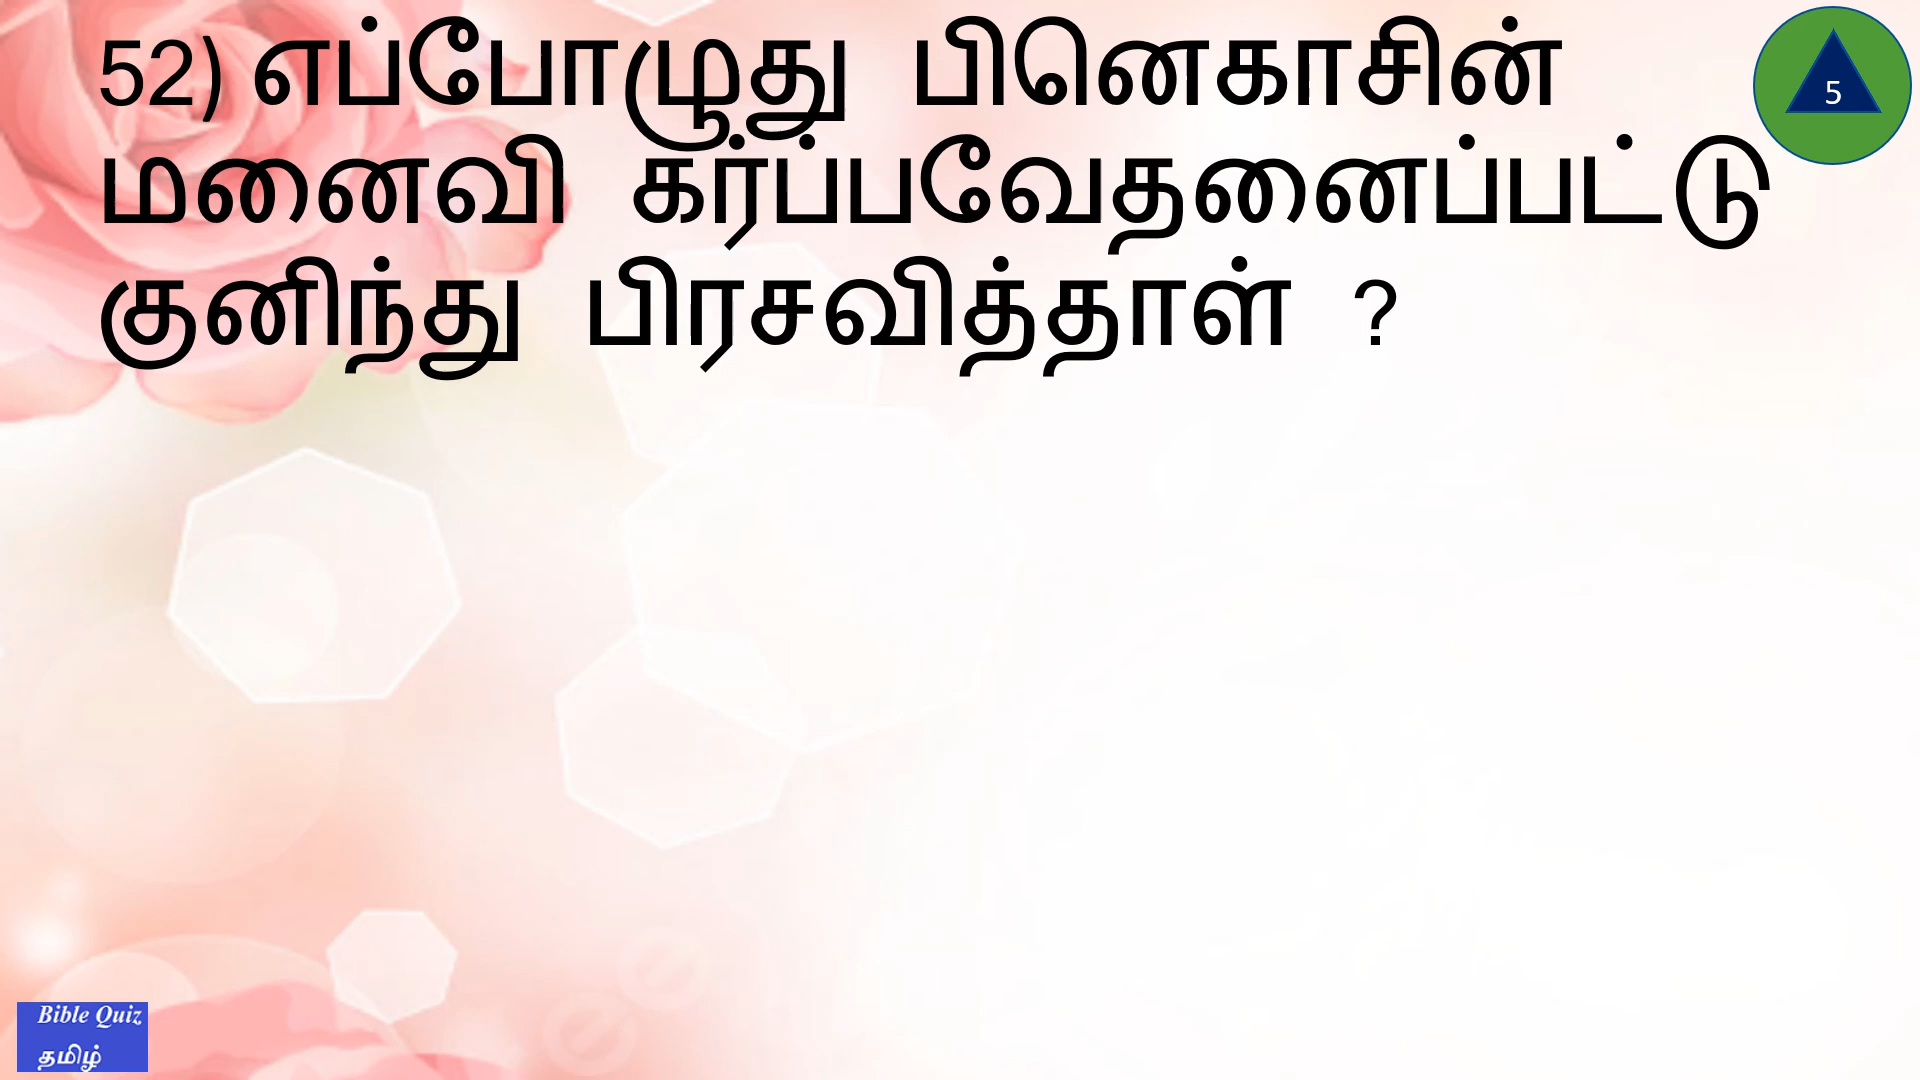 52) எப்போழுது பினெகாசின்
மனைவி கர்ப்பவேதனைப்பட்டு
குனிந்து பிரசவித்தாள் ?
5
Bible Quiz
தமிழ்